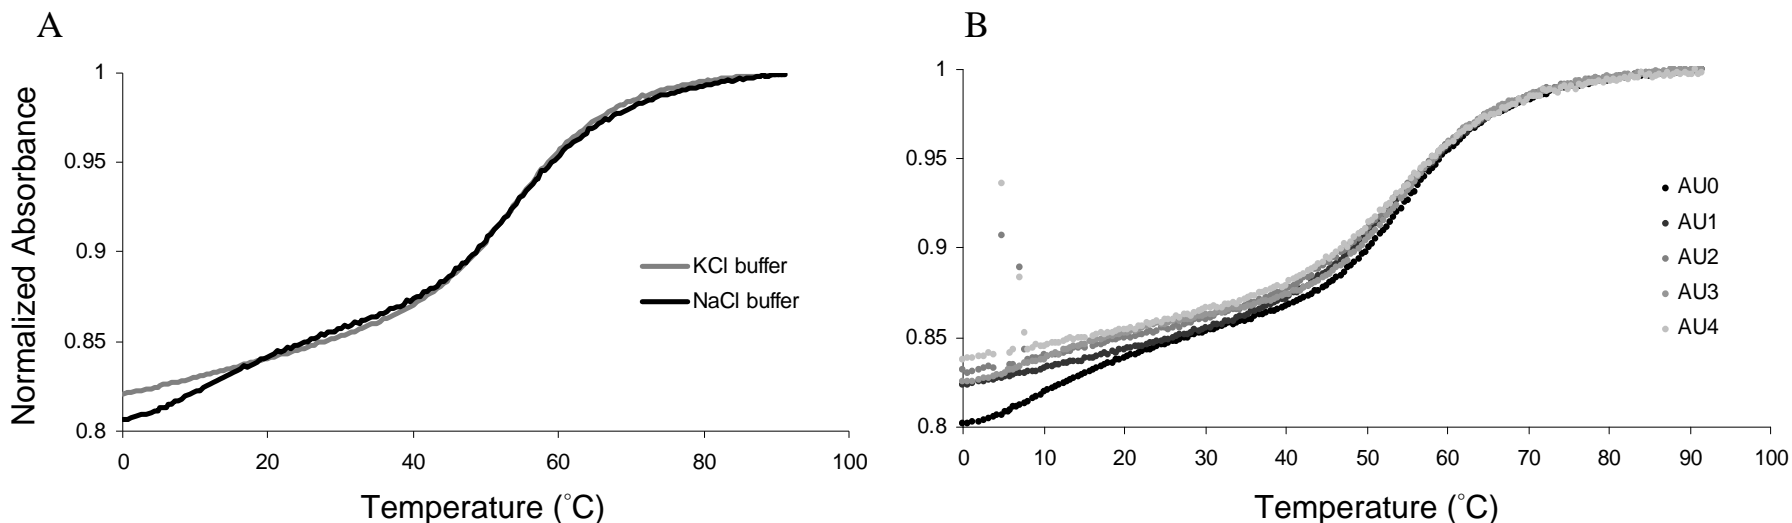 A
Normalized Absorbance
1
0.95
0.9
0.85
0.8
0 20 40 60 80 100
Temperature (°C)
KCl buffer
NaCl buffer
B
1
0.95
0.9
0.85
0.8
0 10 20 30 40 50 60 70 80 90 100
Temperature (°C)
AU0
AU1
AU2
AU3
AU4